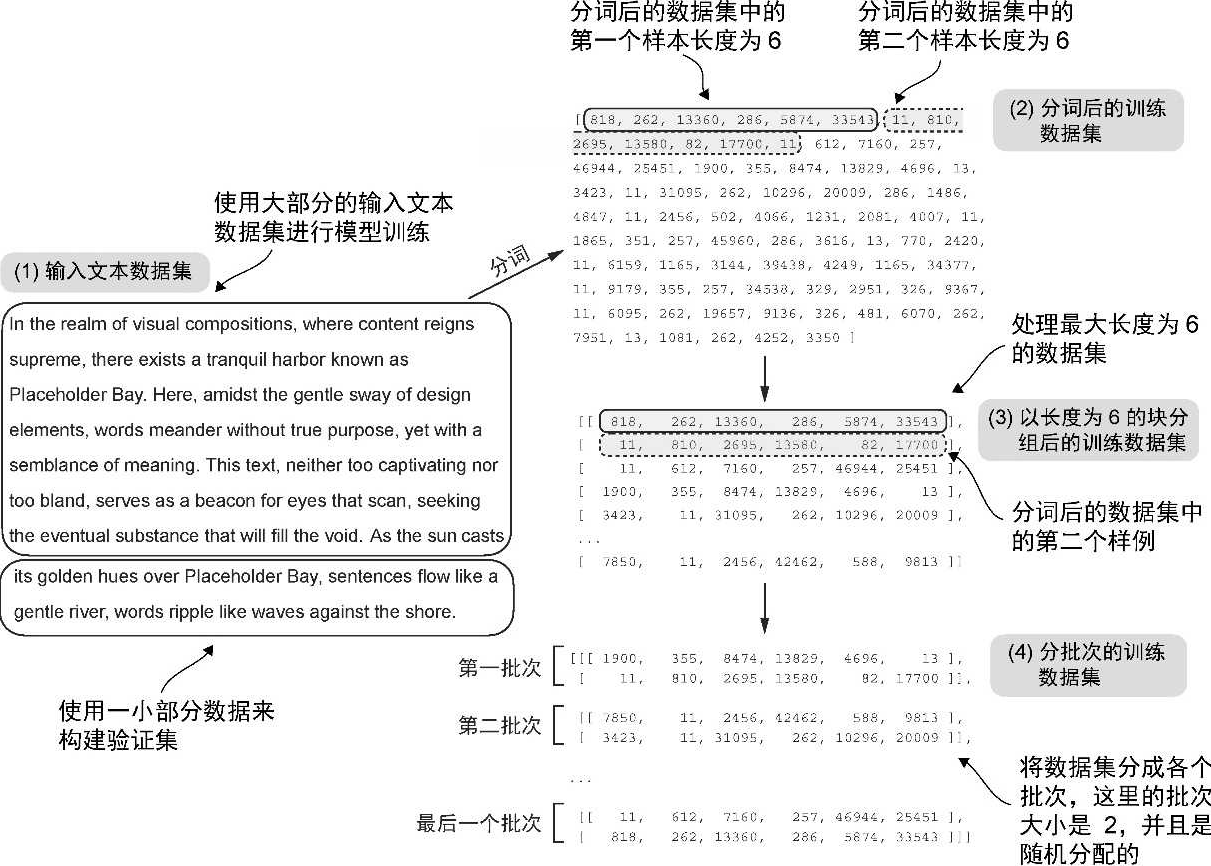 分词后的数据集中的
第一个样本长度为 6
分词后的数据集中的
第二个样本长度为 6
(2) 分词后的训练
数据集
[ 818, 262, 13360, 286, 5874, 33543, 11, 810,
2695, 13580, 82, 17700, 11, 612, 7160, 257,
46944, 25451, 1900, 355, 8474, 13829, 4696, 13,
3423, 11, 31095, 262, 10296, 20009, 286, 1486,
4847, 11, 2456, 502, 4066, 1231, 2081, 4007, 11,
1865, 351, 257, 45960, 286, 3616, 13, 770, 2420,
11, 6159, 1165, 3144, 39438, 4249, 1165, 34377,
11, 9179, 355, 257, 34538, 329, 2951, 326, 9367,
11, 6095, 262, 19657, 9136, 326, 481, 6070, 262,
7951, 13, 1081, 262, 4252, 3350 ]
使用大部分的输入文本
数据集进行模型训练
分词
(1) 输入文本数据集
In the realm of visual compositions, where content reigns
supreme, there exists a tranquil harbor known as
Placeholder Bay. Here, amidst the gentle sway of design
elements, words meander without true purpose, yet with a
semblance of meaning. This text, neither too captivating nor
too bland, serves as a beacon for eyes that scan, seeking
the eventual substance that will fill the void. As the sun casts
its golden hues over Placeholder Bay, sentences flow like a
gentle river, words ripple like waves against the shore.
使用一小部分数据来
构建验证集
处理最大长度为 6
的数据集
(3) 以长度为 6 的块分
组后的训练数据集
[[ 818, 262, 13360, 286, 5874, 33543 ],
[ 11, 810, 2695, 13580, 82, 17700 ],
[ 11, 612, 7160, 257, 46944, 25451 ],
[ 1900, 355, 8474, 13829, 4696, 13 ],
[ 3423, 11, 31095, 262, 10296, 20009 ],
...
[ 7850, 11, 2456, 42462, 588, 9813 ]]
分词后的数据集中
的第二个样例
(4) 分批次的训练
数据集
第一批次
[[[ 1900, 355, 8474, 13829, 4696, 13 ],
[ 11, 810, 2695, 13580, 82, 17700 ]],
第二批次
[[ 7850, 11, 2456, 42462, 588, 9813 ],
[ 3423, 11, 31095, 262, 10296, 20009 ]],
...
最后一个批次
[[ 11, 612, 7160, 257, 46944, 25451 ],
[ 818, 262, 13360, 286, 5874, 33543 ]]]
将数据集分成各个
批次，这里的批次
大小是 2，并且是
随机分配的